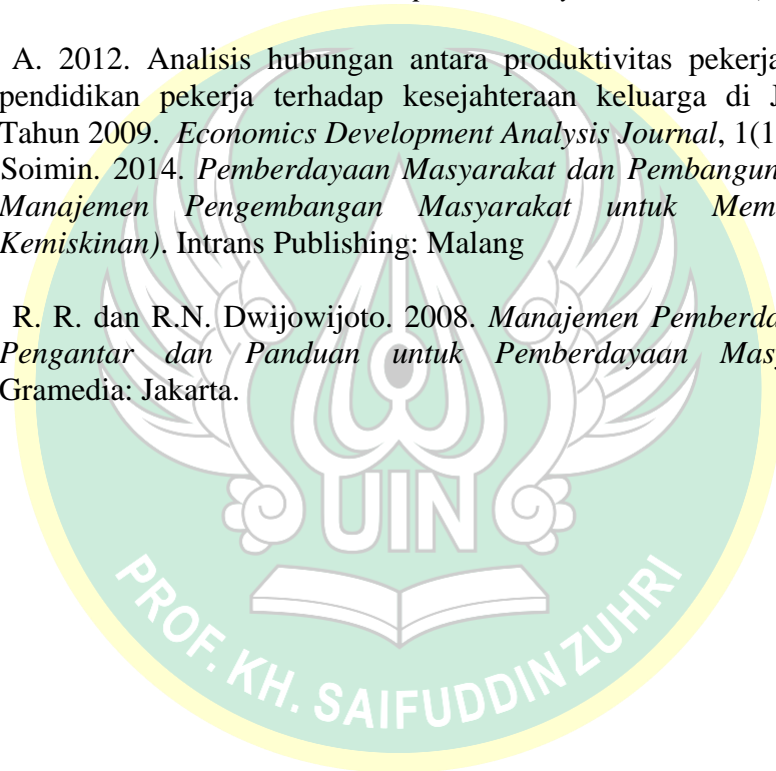 A. 2012. Analisis hubungan antara produktivitas pekerja
pendidikan pekerja terhadap kesejahteraan keluarga di J
Tahun 2009. Economics Development Analysis Journal, 1(1
Soimin. 2014. Pemberdayaan Masyarakat dan Pembangun
Manajemen Pengembangan Masyarakat untuk Mem
Kemiskinan). Intrans Publishing: Malang
R. R. dan R.N. Dwijowijoto. 2008. Manajemen Pemberda
Pengantar dan Panduan untuk Pemberdayaan Masy
Gramedia: Jakarta.
UIN
PROF. KH. SAIFUDDIN ZUHRI